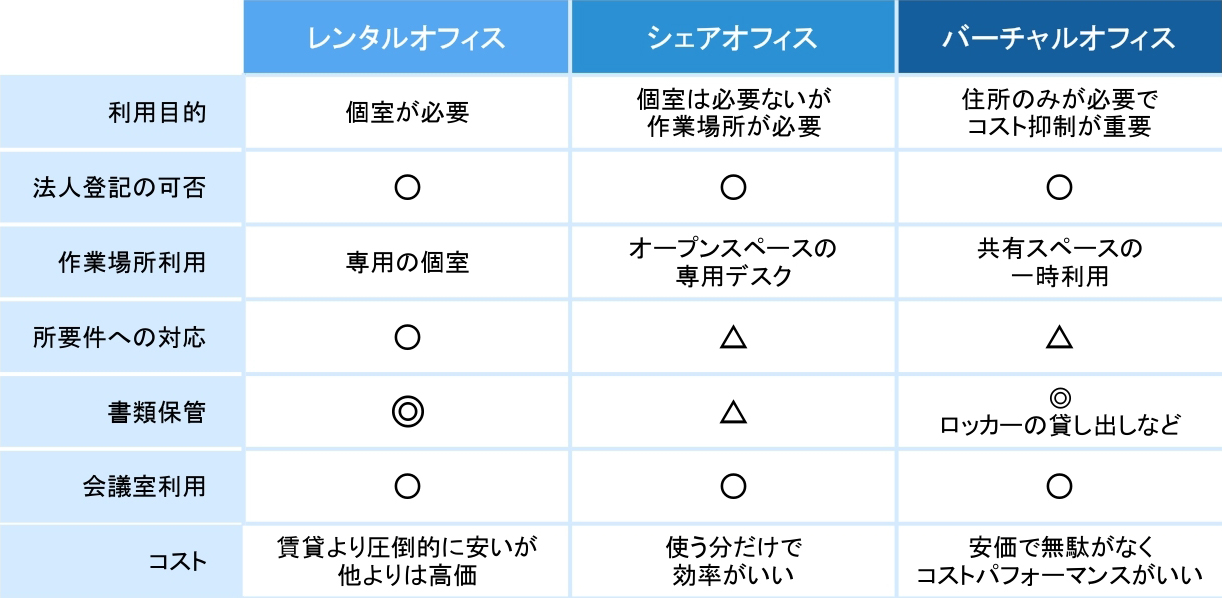 レンタルオフィス
シェアオフィス
バーチャルオフィス
利用目的
個室が必要
個室は必要ないが
作業場所が必要
住所のみが必要で
コスト抑制が重要
法人登記の可否
○
○
○
作業場所利用
専用の個室
オープンスペースの
専用デスク
共有スペースの
一時利用
所要件への対応
○
△
△
書類保管
◎
△
◎
ロッカーの貸し出しなど
会議室利用
○
○
○
コスト
賃貸より圧倒的に安いが
他よりは高価
使う分だけで
効率がいい
安価で無駄がなく
コストパフォーマンスがいい